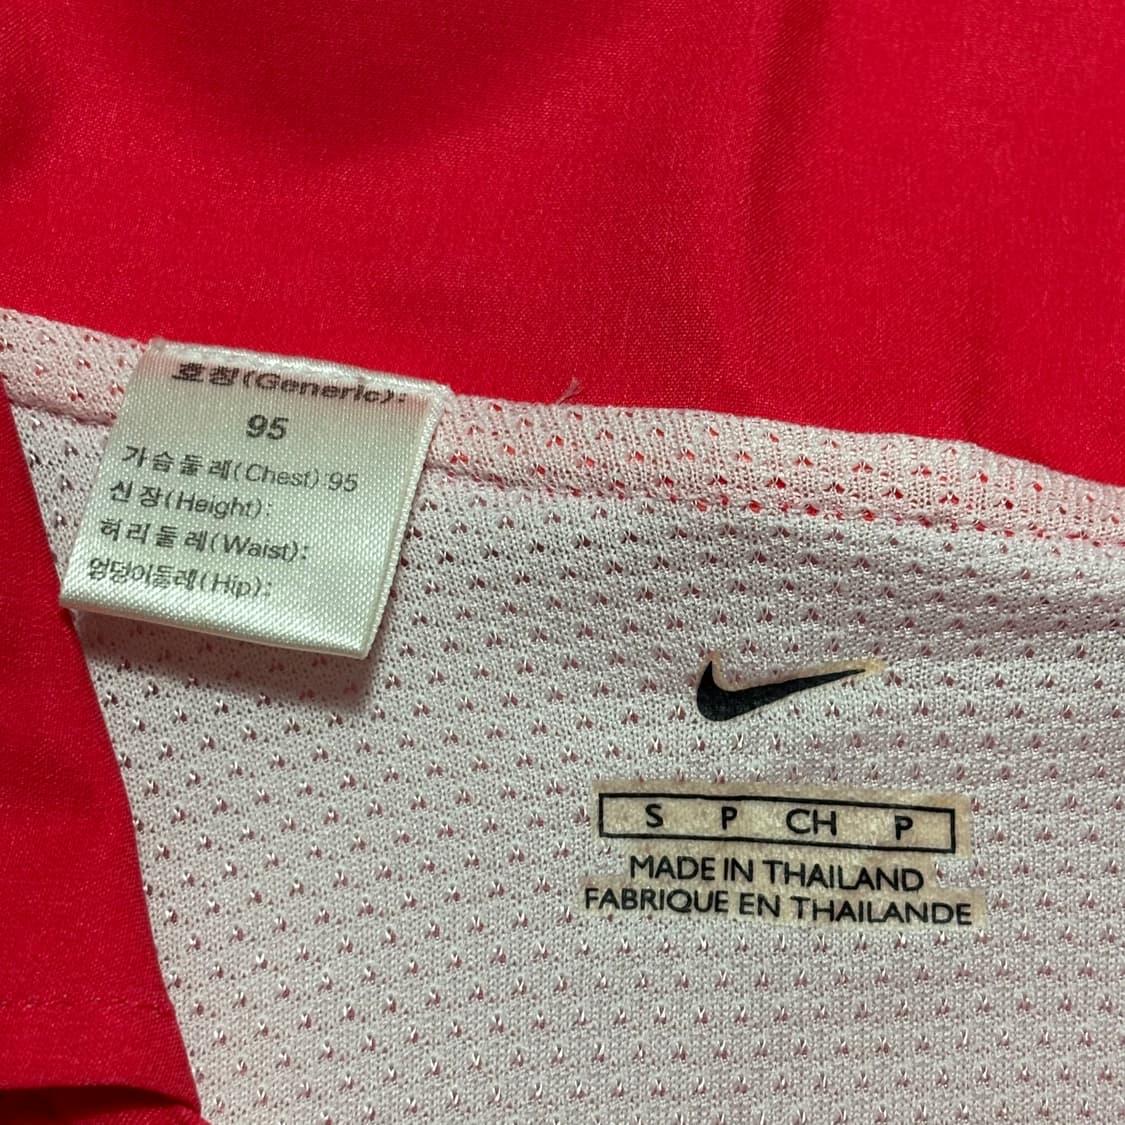 호칭(Generic):
95
가슴둘레(Chest):95
신장(Height):
허리둘레(Waist):
엉덩이둘레(Hip):
S P CH P
MADE IN THAILAND
FABRIQUE EN THAILANDE